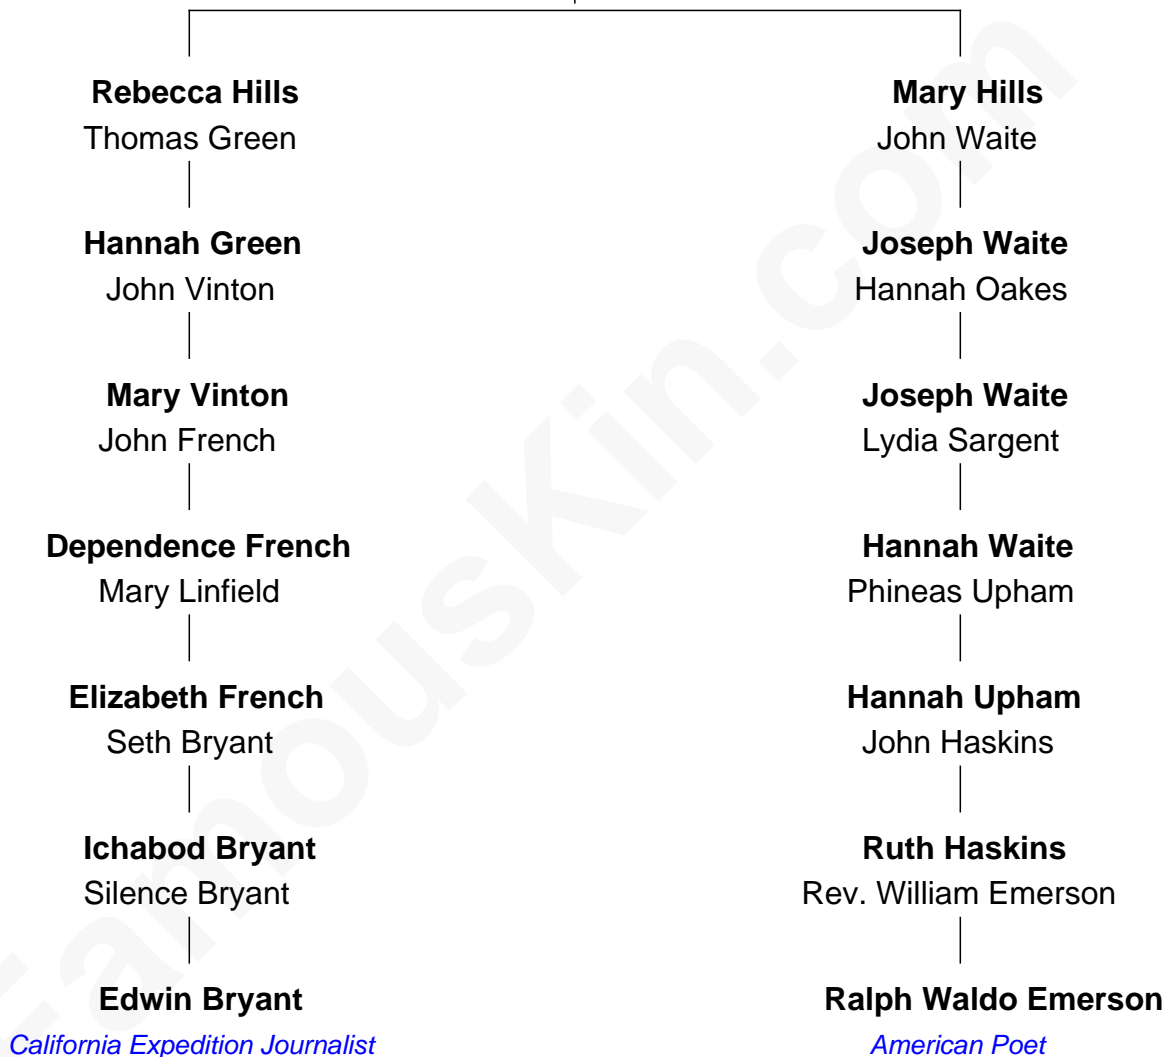 Rebecca Hills
Thomas Green
Mary Hills
John Waite
Hannah Green
John Vinton
Joseph Waite
Hannah Oakes
Mary Vinton
John French
Joseph Waite
Lydia Sargent
Dependence French
Mary Linfield
Hannah Waite
Phineas Upham
Elizabeth French
Seth Bryant
Hannah Upham
John Haskins
Ichabod Bryant
Silence Bryant
Ruth Haskins
Rev. William Emerson
Edwin Bryant
California Expedition Journalist
Ralph Waldo Emerson
American Poet
FamousKin.com